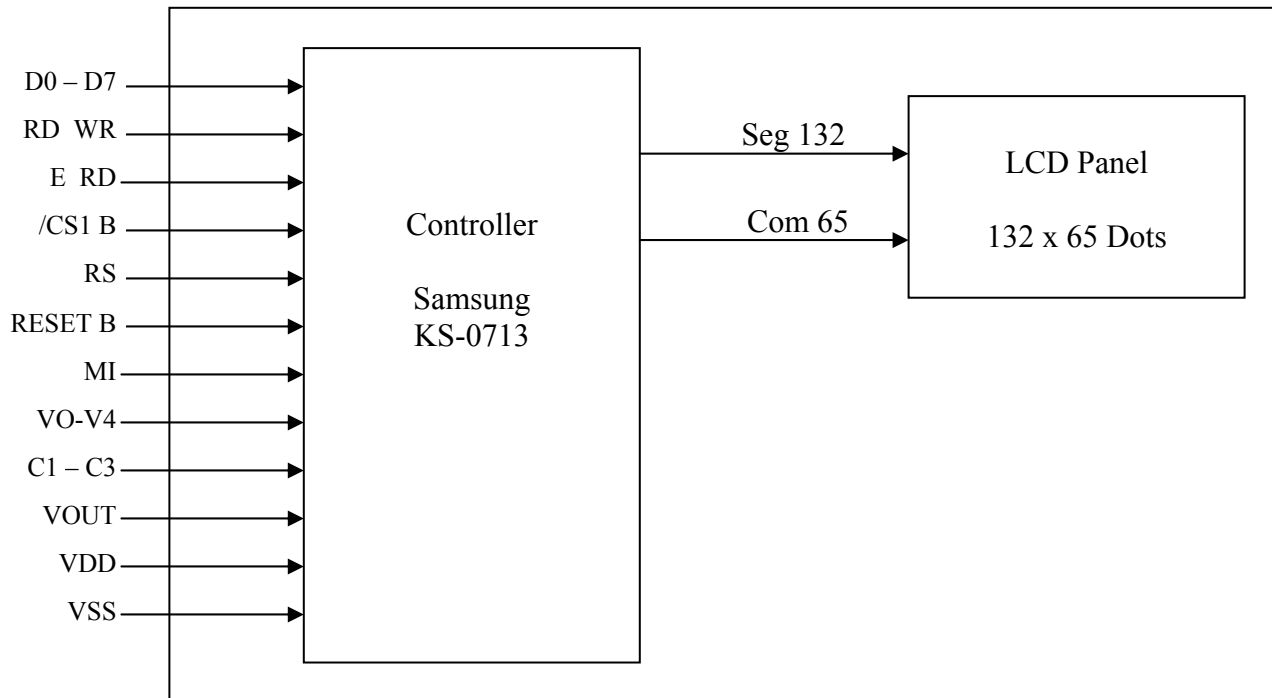 D0 – D7
RD WR
E RD
/CS1 B
RS
RESET B
MI
VO-V4
C1 – C3
VOUT
VDD
VSS
Controller
Samsung
KS-0713
Seg 132
Com 65
LCD Panel
132 x 65 Dots